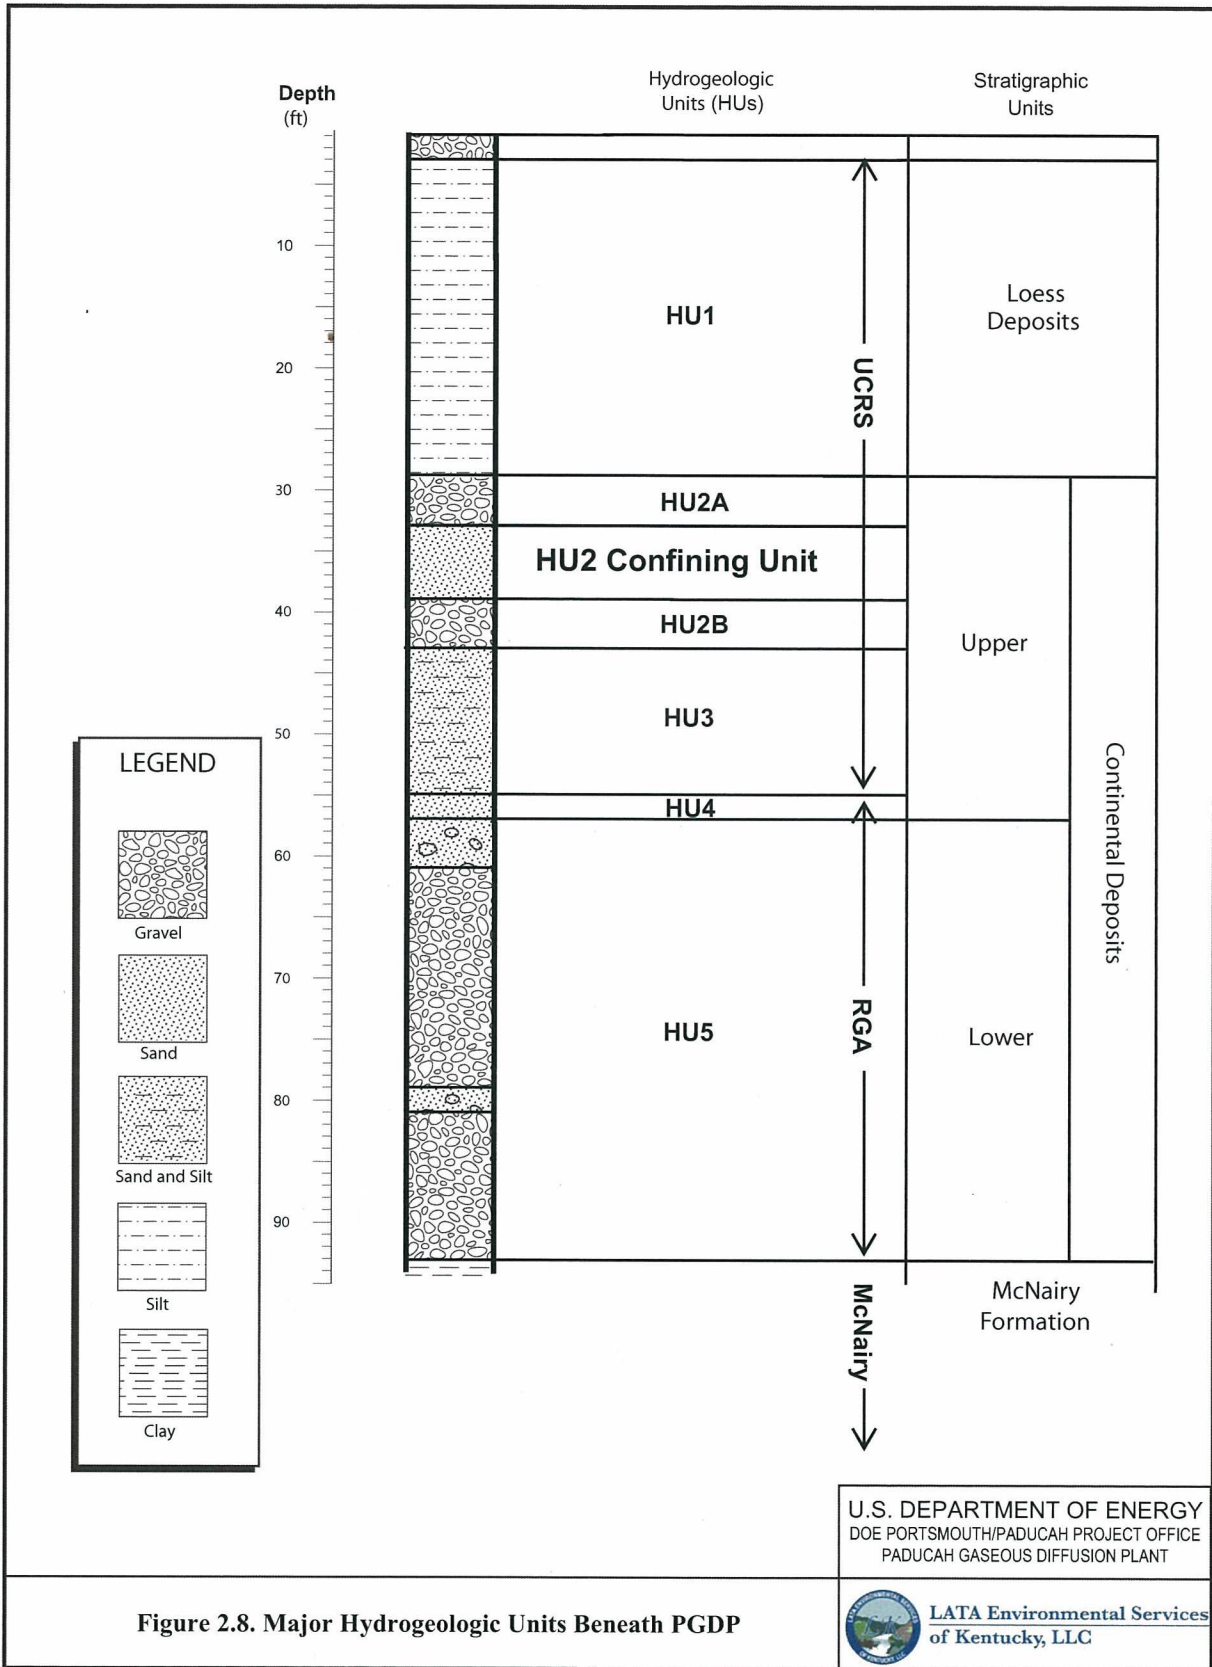 Depth
(ft)
Hydrogeologic
Units (HUs)
Stratigraphic
Units
10
20
30
40
50
60
70
80
90
HU1
HU2A
HU2 Confining Unit
HU2B
HU3
HU4
HU5
UCRS
RGA
McNairy
Loess
Deposits
Upper
Lower
Continental Deposits
McNairy
Formation
LEGEND
Gravel
Sand
Sand and Silt
Silt
Clay
U.S. DEPARTMENT OF ENERGY
DOE PORTSMOUTH/PADUCAH PROJECT OFFICE
PADUCAH GASEOUS DIFFUSION PLANT
Figure 2.8. Major Hydrogeologic Units Beneath PGDP
LATA Environmental Services
of Kentucky, LLC